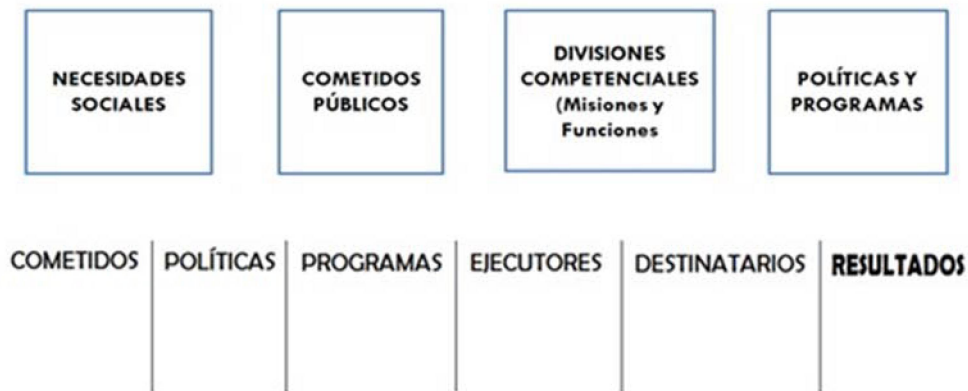 NECESIDADES
SOCIALES
COMETIDOS
PÚBLICOS
DIVISIONES
COMPETENCIALES
(Misiones y
Funciones
POLÍTICAS Y
PROGRAMAS
COMETIDOS POLÍTICAS PROGRAMAS EJECUTORES DESTINATARIOS RESULTADOS